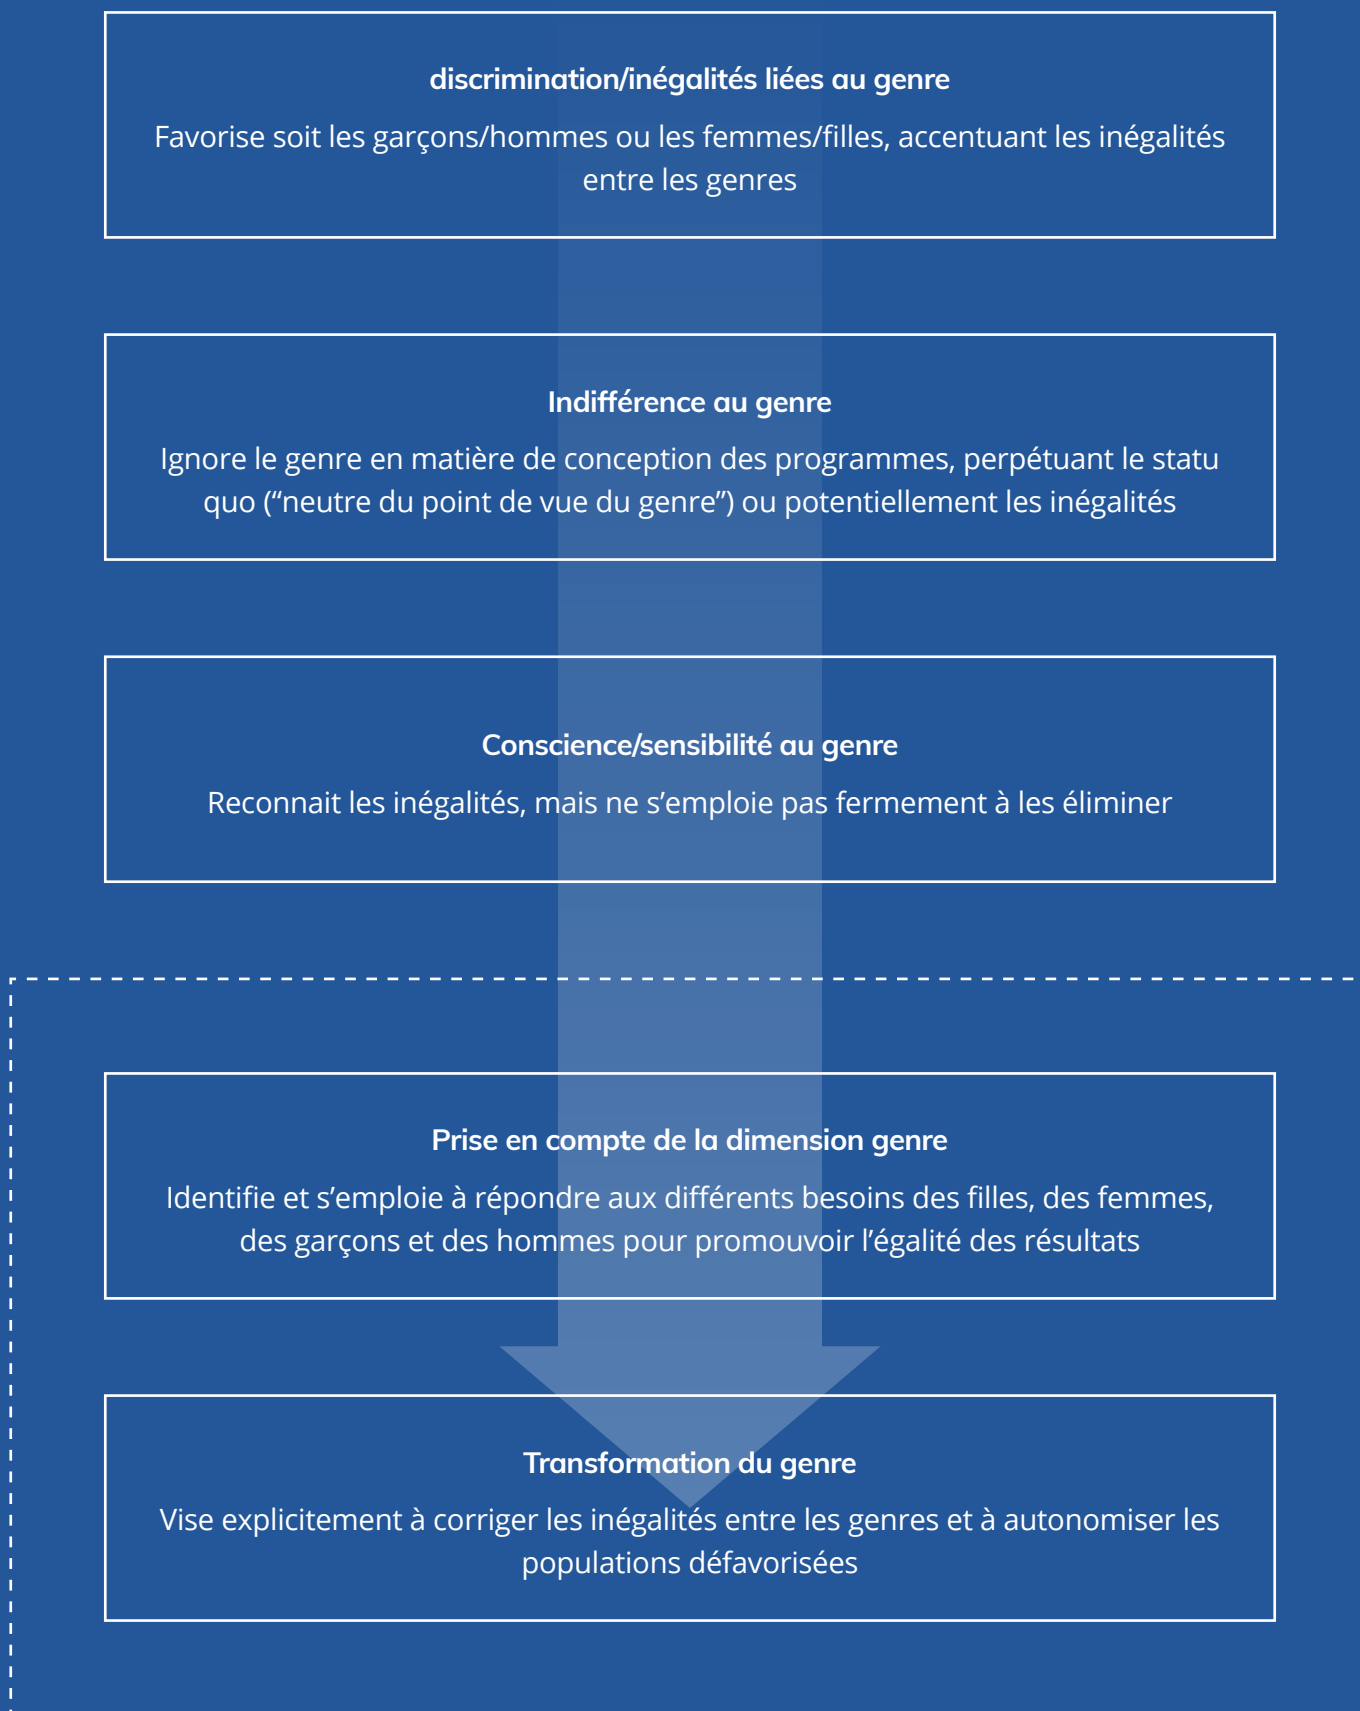 discrimination/inégalités liées au genre
Favorise soit les garçons/hommes ou les femmes/filles, accentuant les inégalités
entre les genres
Indifférence au genre
Ignore le genre en matière de conception des programmes, perpétuant le statu
quo (“neutre du point de vue du genre”) ou potentiellement les inégalités
Conscience/sensibilité au genre
Reconnait les inégalités, mais ne s’emploie pas fermement à les éliminer
Prise en compte de la dimension genre
Identifie et s’emploie à répondre aux différents besoins des filles, des femmes,
des garçons et des hommes pour promouvoir l’égalité des résultats
Transformation du genre
Vise explicitement à corriger les inégalités entre les genres et à autonomiser les
populations défavorisées